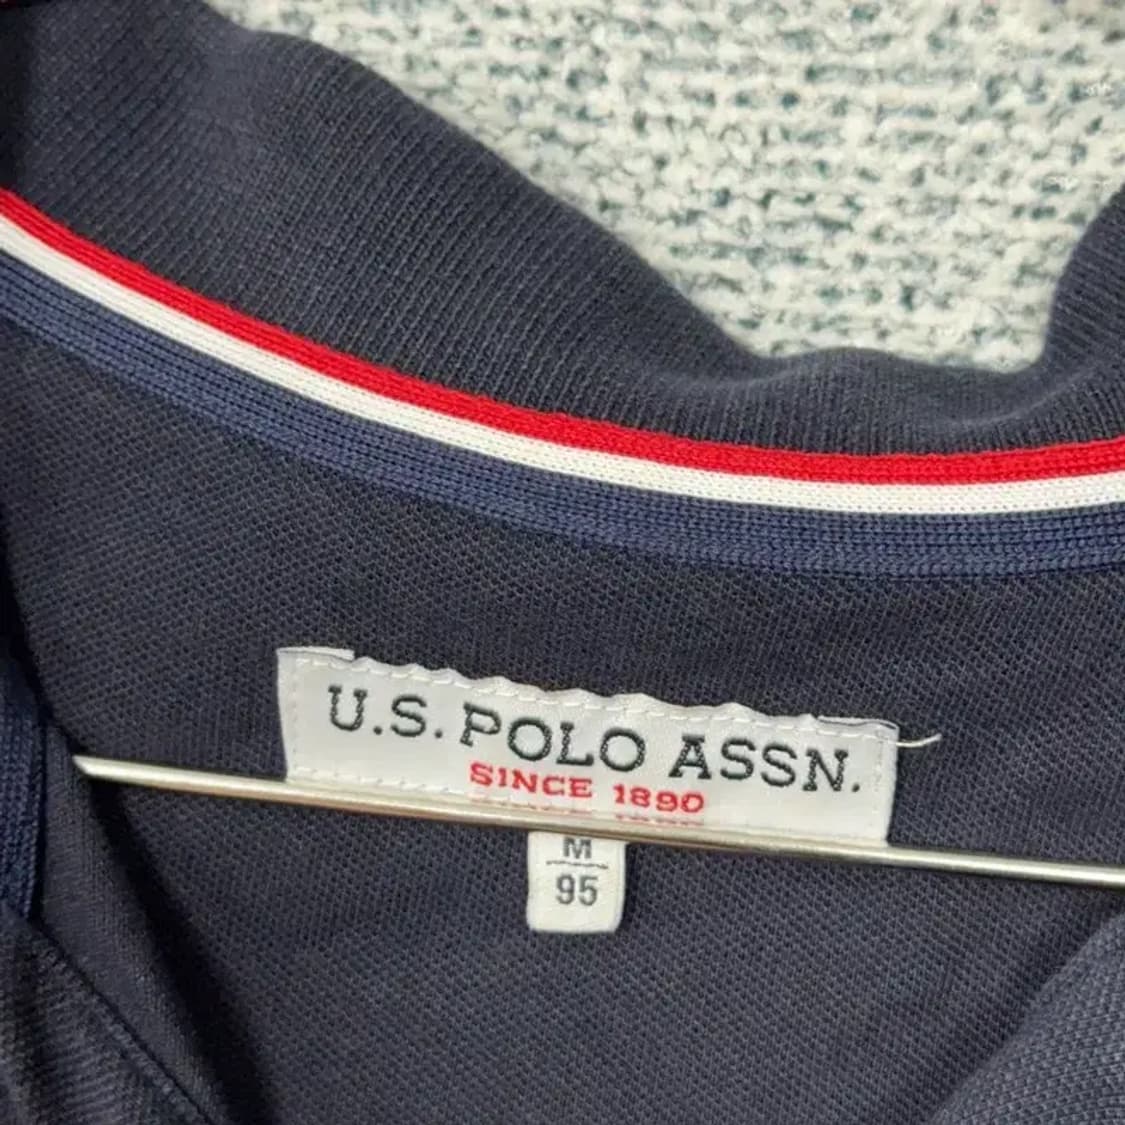 U.S. POLO ASSN.
SINCE 1890
M
95